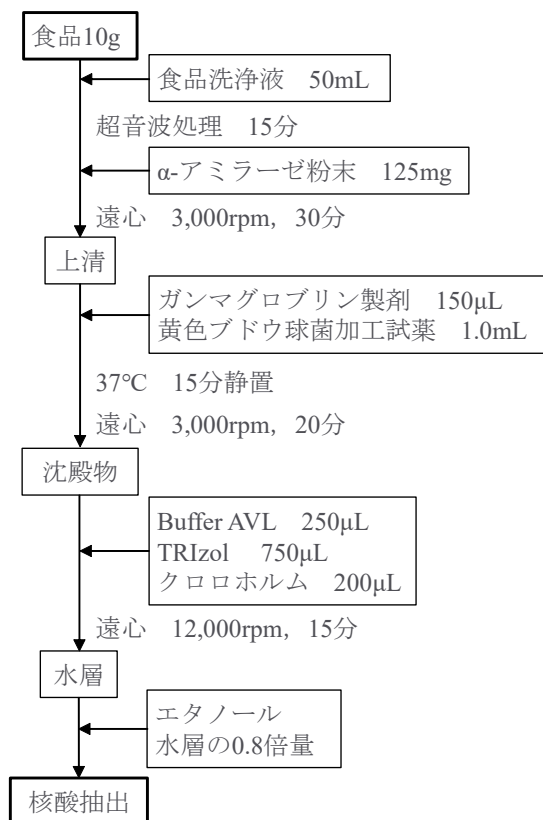 食品10g
食品洗浄液　50mL
超音波処理　15分
α-アミラーゼ粉末　125mg
遠心　3,000rpm，30分
上清
ガンマグロブリン製剤　150μL
黄色ブドウ球菌加工試薬　1.0mL
37℃　15分静置
遠心　3,000rpm，20分
沈殿物
Buffer AVL　250μL
TRIzol　750μL
クロロホルム　200μL
遠心　12,000rpm，15分
水層
エタノール
水層の0.8倍量
核酸抽出